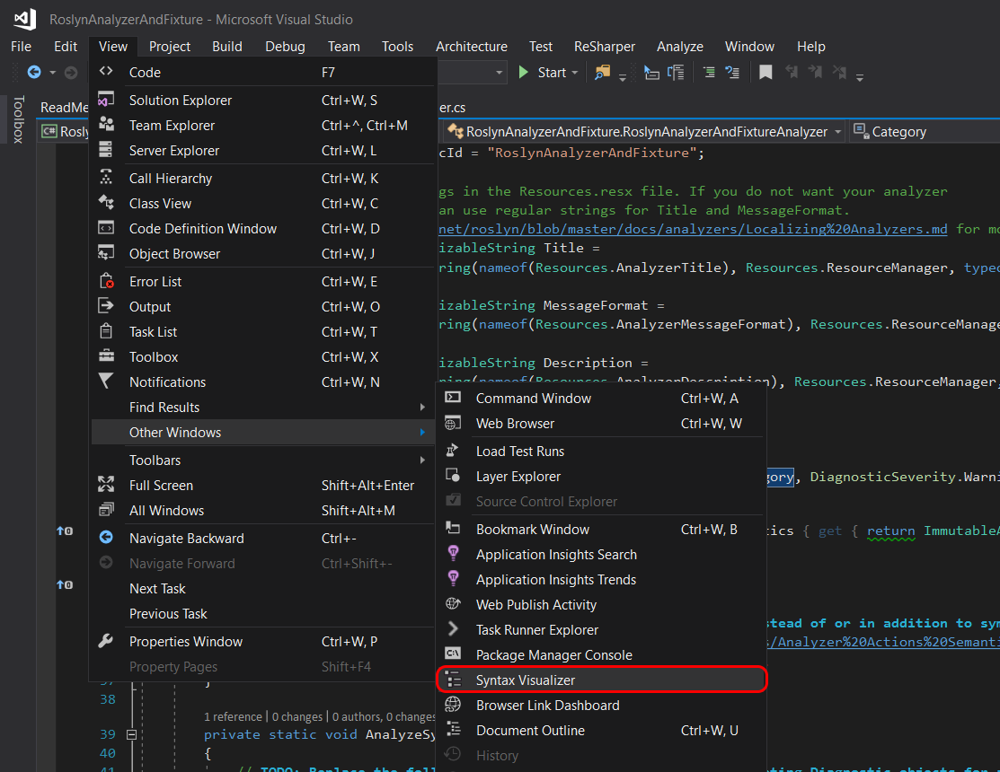 RoslynAnalyzerAndFixture - Microsoft Visual Studio
File Edit View Project Build Debug Team Tools Architecture Test ReSharper Analyze Window Help
Start
Toolbox
ReadMe
er.cs
C# Rosly
RoslynAnalyzerAndFixture.RoslynAnalyzerAndFixtureAnalyzer
Category
Code F7
Solution Explorer Ctrl+W, S
Team Explorer Ctrl+^, Ctrl+M
Server Explorer Ctrl+W, L
Call Hierarchy Ctrl+W, K
Class View Ctrl+W, C
Code Definition Window Ctrl+W, D
Object Browser Ctrl+W, J
Error List Ctrl+W, E
Output Ctrl+W, O
Task List Ctrl+W, T
Toolbox Ctrl+W, X
Notifications Ctrl+W, N
Find Results
Other Windows
Toolbars
Full Screen Shift+Alt+Enter
All Windows Shift+Alt+M
Navigate Backward Ctrl+-
Navigate Forward Ctrl+Shift+-
Next Task
Previous Task
Properties Window Ctrl+W, P
Property Pages Shift+F4
cId = "RoslynAnalyzerAndFixture";
gs in the Resources.resx file. If you do not want your analyzer
an use regular strings for Title and MessageFormat.
net/roslyn/blob/master/docs/analyzers/Localizing%20Analyzers.md for mo
izableString Title =
ring(nameof(Resources.AnalyzerTitle), Resources.ResourceManager, typeo
izableString MessageFormat =
ring(nameof(Resources.AnalyzerMessageFormat), Resources.ResourceManage
izableString Description =
ring(nameof(Resources.AnalyzerDescription), Resources.ResourceManager,
Command Window Ctrl+W, A
Web Browser Ctrl+W, W
Load Test Runs
Layer Explorer
Source Control Explorer
Bookmark Window Ctrl+W, B
Application Insights Search
Application Insights Trends
Web Publish Activity
Task Runner Explorer
Package Manager Console
Syntax Visualizer
Browser Link Dashboard
Document Outline Ctrl+W, U
History
gory, DiagnosticSeverity.Warni
tics { get { return ImmutableA
stead of or in addition to sym
s/Analyzer%20Actions%20Semanti
37 }
38
1 reference | 0 changes | 0 authors, 0 changes
39 private static void AnalyzeSy
40 {
41 // TODO: Replace the foll
ting Diagnostic objects for